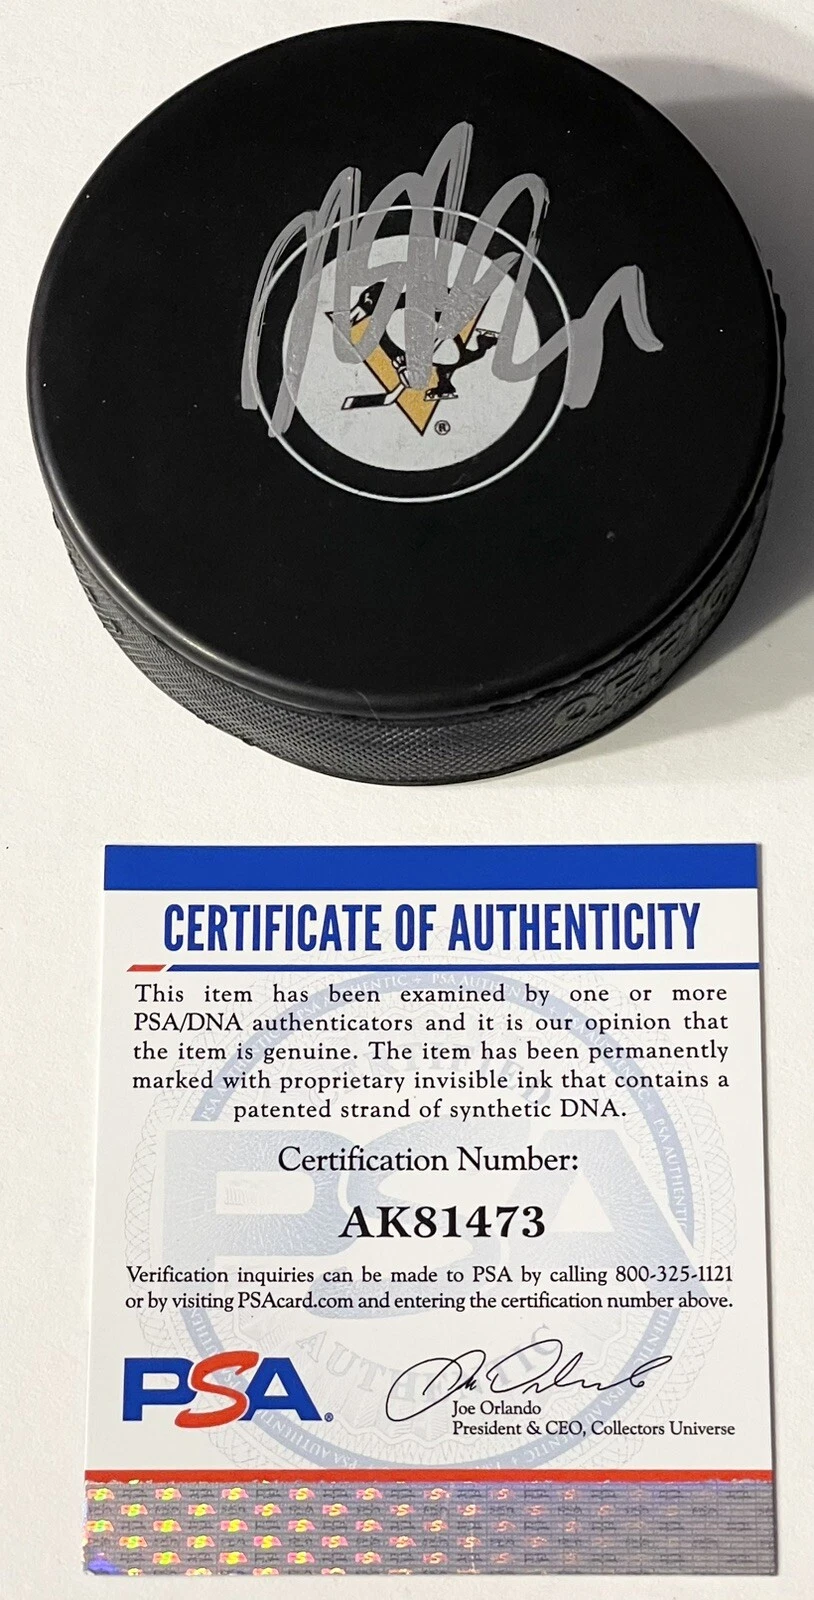 ®
OFFIC
CERTIFICATE OF AUTHENTICITY
This item has been examined by one or more
PSA/DNA authenticators and it is our opinion that
the item is genuine. The item has been permanently
marked with proprietary invisible ink that contains a
patented strand of synthetic DNA.
Certification Number:
AK81473
Verification inquiries can be made to PSA by calling 800-325-1121
or by visiting PSAcard.com and entering the certification number above.
PSA®
Joe Orlando
President & CEO, Collectors Universe